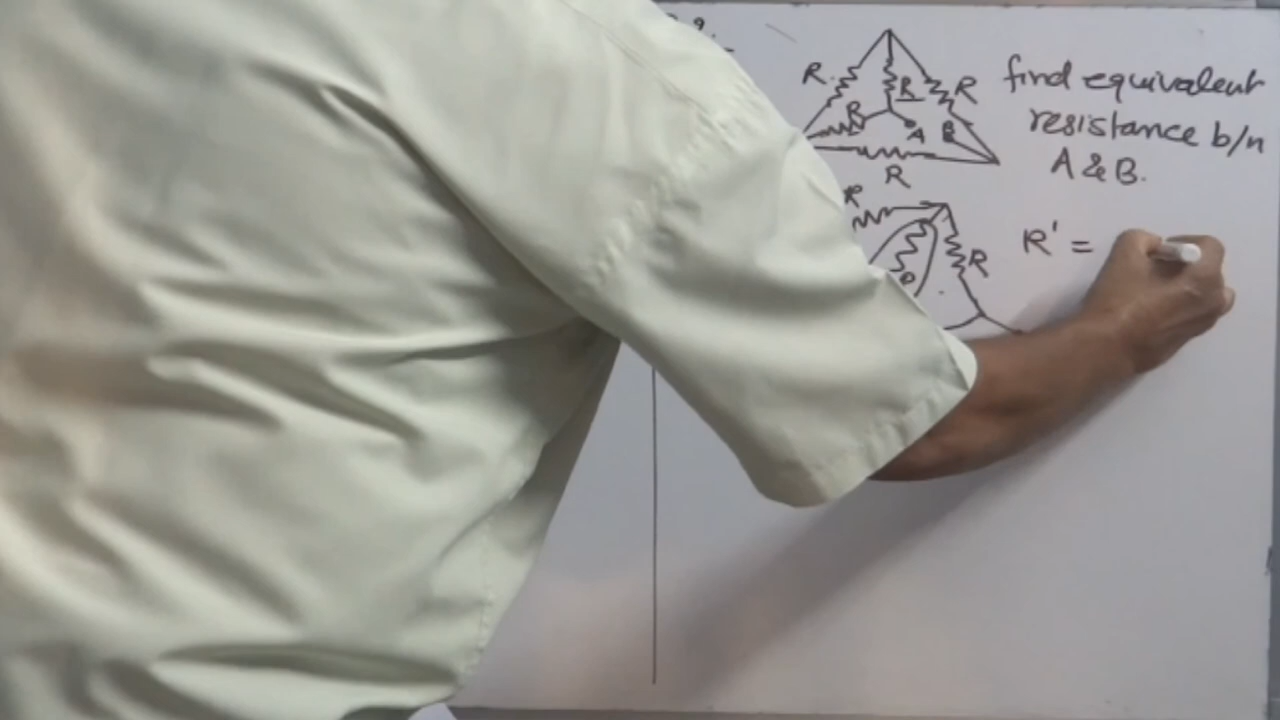 R R R find equivalent
R A B resistance b/n
R A & B.
R
R R' =